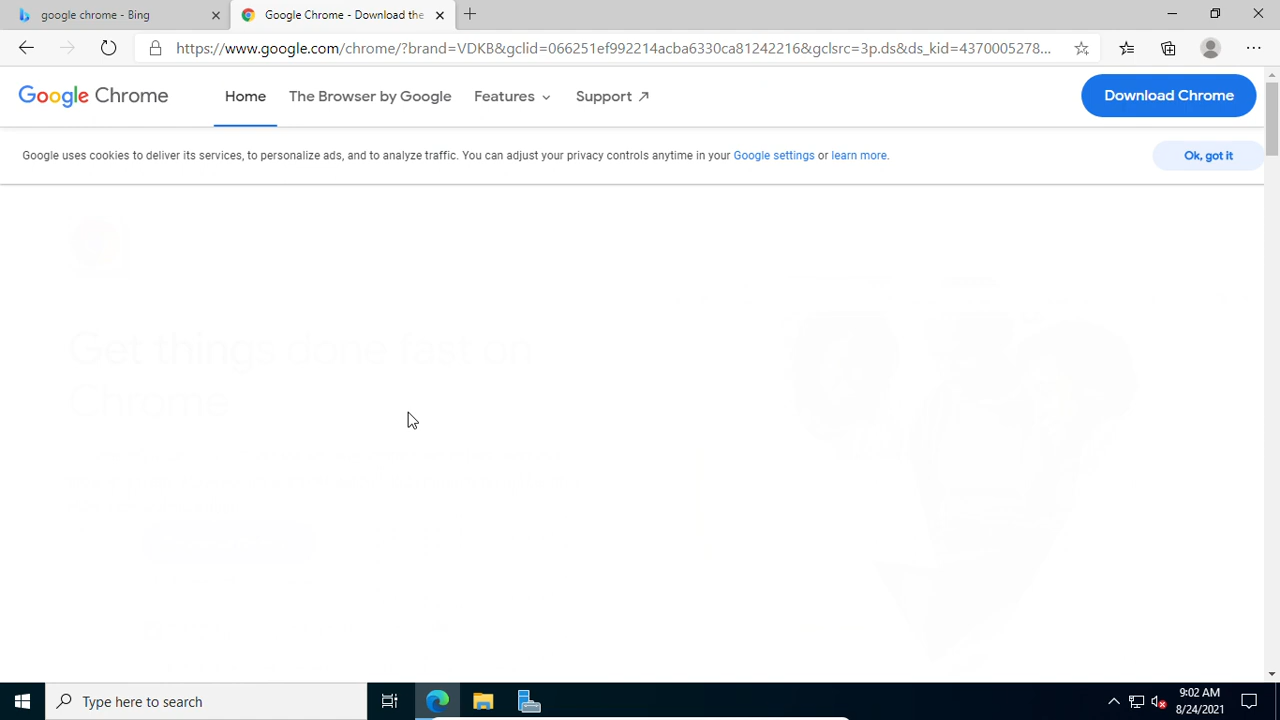 google chrome - Bing
Google Chrome - Download the
https://www.google.com/chrome/?brand=VDKB&gclid=066251ef992214acba6330ca81242216&gclsrc=3p.ds&ds_kid=4370005278...
Google Chrome
Home
The Browser by Google
Features
Support
Download Chrome
Google uses cookies to deliver its services, to personalize ads, and to analyze traffic. You can adjust your privacy controls anytime in your Google settings or learn more.
Ok, got it
Get things done fast on
Chrome
Type here to search
9:02 AM
8/24/2021